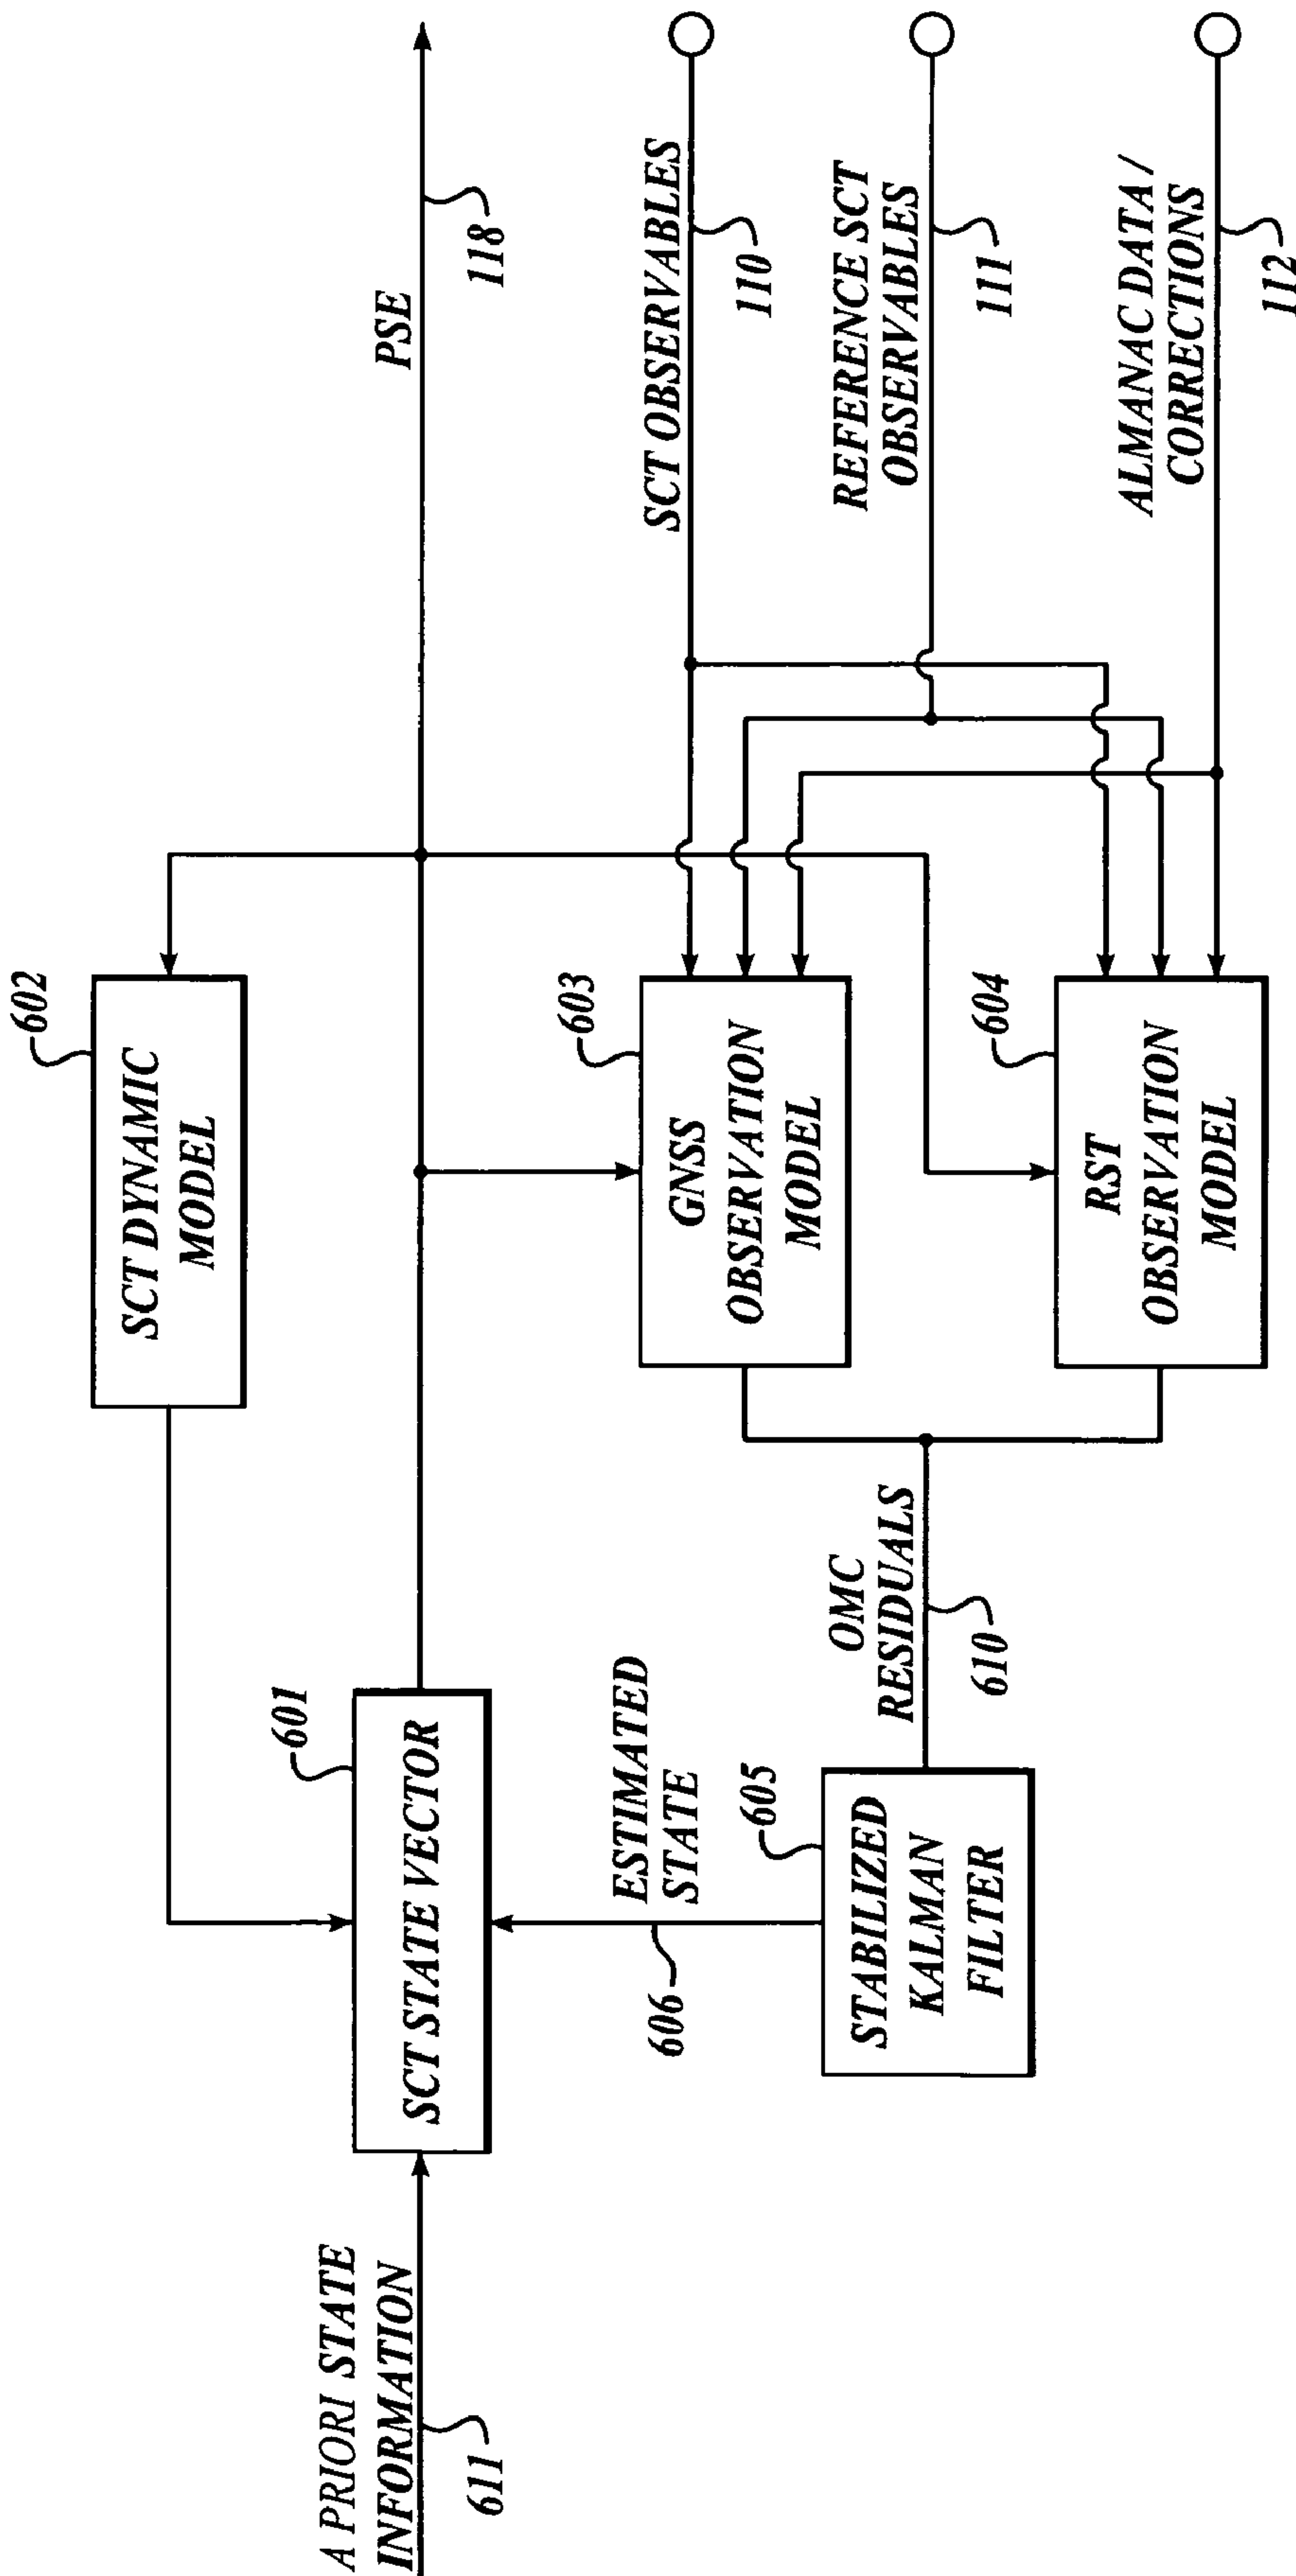 602
SCT DYNAMIC
MODEL
A PRIORI STATE
INFORMATION
611
601
SCT STATE VECTOR
PSE
118
ESTIMATED
STATE
606
603
GNSS
OBSERVATION
MODEL
SCT OBSERVABLES
110
605
STABILIZED
KALMAN
FILTER
OMC
RESIDUALS
610
REFERENCE SCT
OBSERVABLES
111
604
RST
OBSERVATION
MODEL
ALMANAC DATA /
CORRECTIONS
112